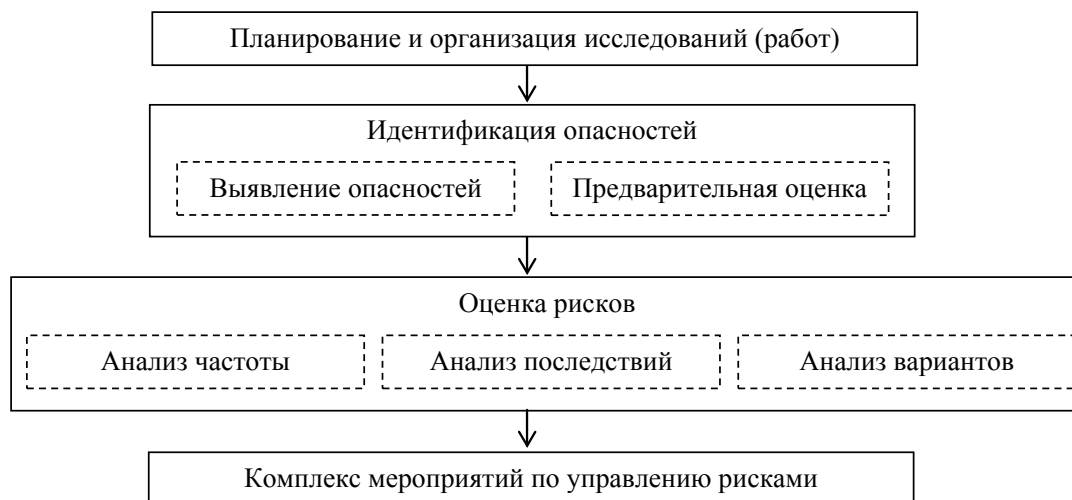 Планирование и организация исследований (работ)
Идентификация опасностей
Выявление опасностей
Предварительная оценка
Оценка рисков
Анализ частоты
Анализ последствий
Анализ вариантов
Комплекс мероприятий по управлению рисками